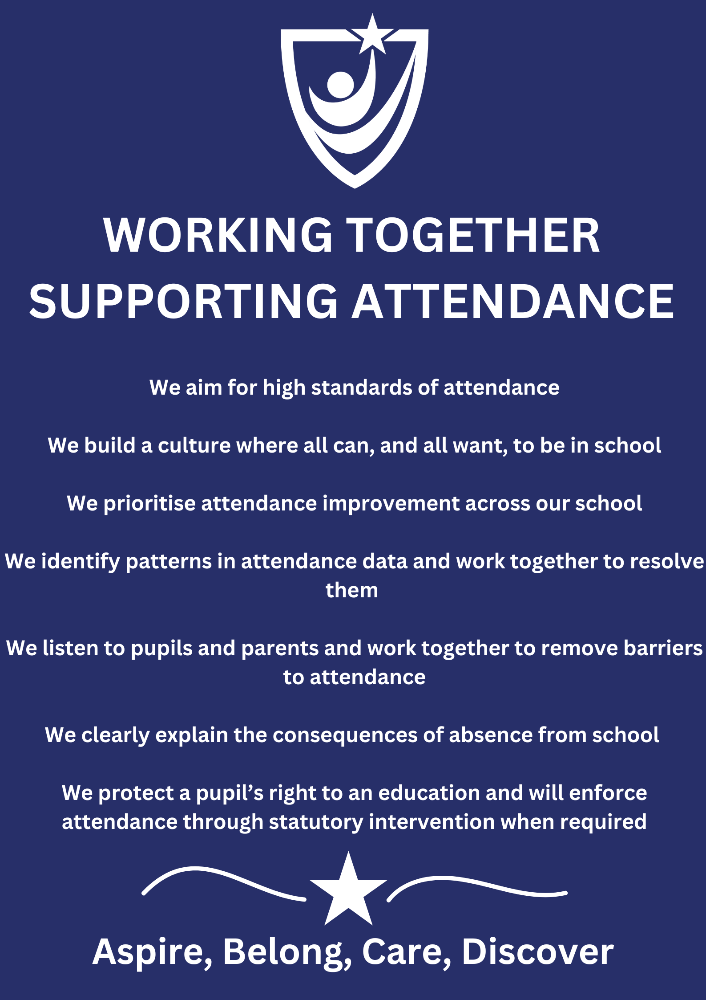 WORKING TOGETHER
SUPPORTING ATTENDANCE
We aim for high standards of attendance
We build a culture where all can, and all want, to be in school
We prioritise attendance improvement across our school
We identify patterns in attendance data and work together to resolve
them
We listen to pupils and parents and work together to remove barriers
to attendance
We clearly explain the consequences of absence from school
We protect a pupil’s right to an education and will enforce
attendance through statutory intervention when required
Aspire, Belong, Care, Discover